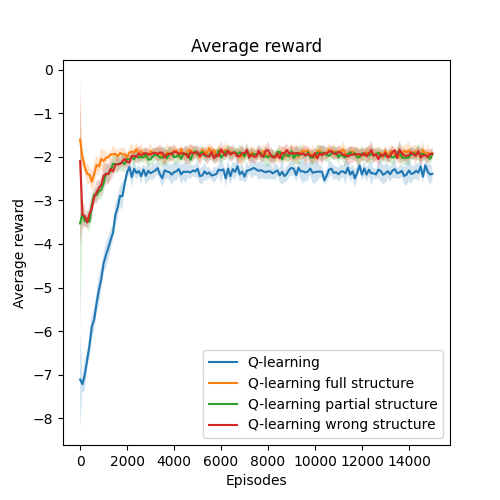 Average reward
Average reward
0
−1
−2
−3
−4
−5
−6
−7
−8
0
2000
4000
6000
8000
10000
12000
14000
Episodes
Q-learning
Q-learning full structure
Q-learning partial structure
Q-learning wrong structure